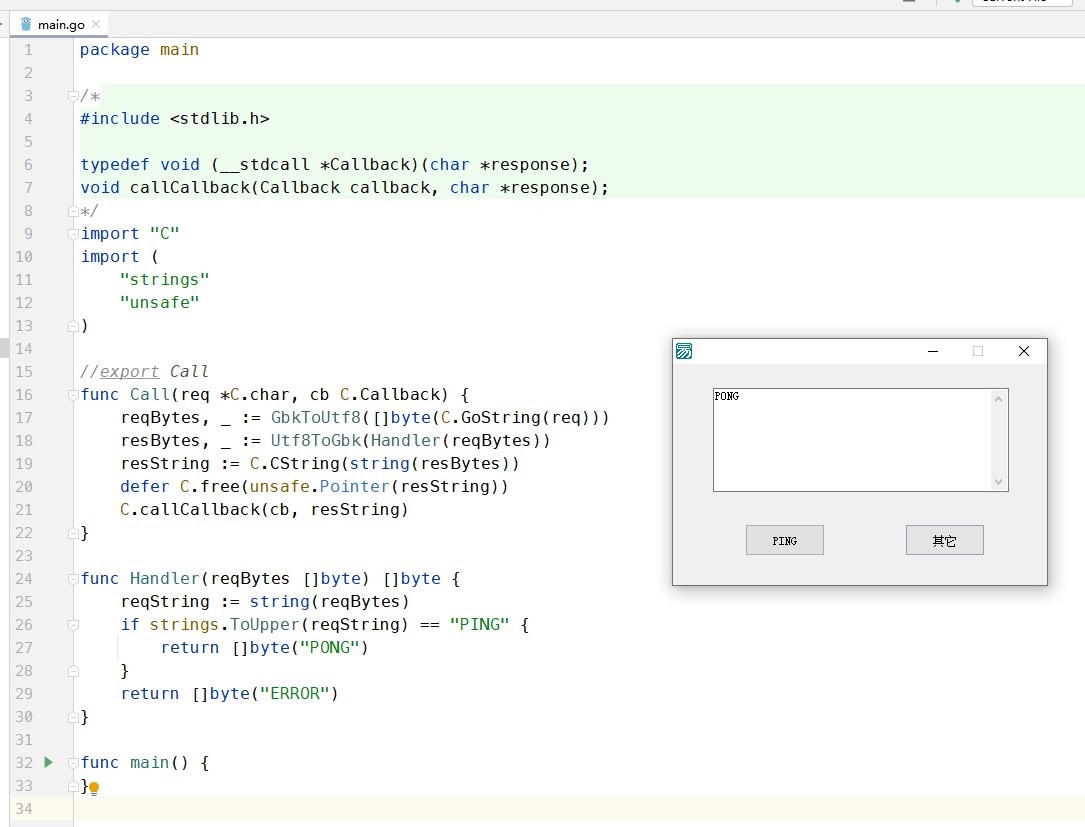 main.go
1 package main
2
3 /*
4 #include <stdlib.h>
5
6 typedef void (__stdcall *Callback)(char *response);
7 void callCallback(Callback callback, char *response);
8 */
9 import "C"
10 import (
11     "strings"
12     "unsafe"
13 )
14
15 //export Call
16 func Call(req *C.char, cb C.Callback) {
17     reqBytes, _ := GbkToUtf8([]byte(C.GoString(req)))
18     resBytes, _ := Utf8ToGbk(Handler(reqBytes))
19     resString := C.CString(string(resBytes))
20     defer C.free(unsafe.Pointer(resString))
21     C.callCallback(cb, resString)
22 }
23
24 func Handler(reqBytes []byte) []byte {
25     reqString := string(reqBytes)
26     if strings.ToUpper(reqString) == "PING" {
27         return []byte("PONG")
28     }
29     return []byte("ERROR")
30 }
31
32 func main() {
33 }
34
PONG
PING
其它